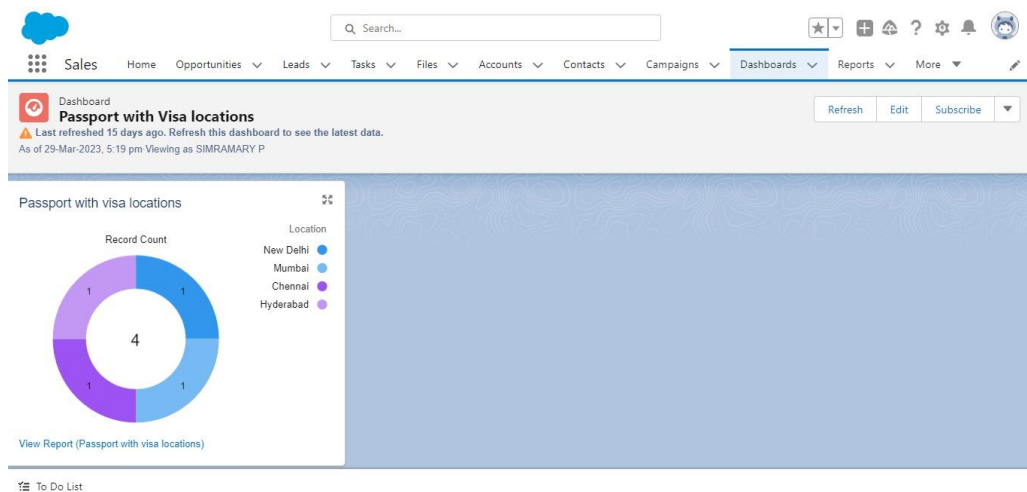 Search...
Sales Home Opportunities Leads Tasks Files Accounts Contacts Campaigns Dashboards Reports More
Dashboard
Passport with Visa locations
Last refreshed 15 days ago. Refresh this dashboard to see the latest data.
As of 29-Mar-2023, 5:19 pm·Viewing as SIMRAMARY P
Refresh Edit Subscribe
Passport with visa locations
Record Count
Location
New Delhi
Mumbai
Chennai
Hyderabad
1 1
4
1 1
View Report (Passport with visa locations)
To Do List